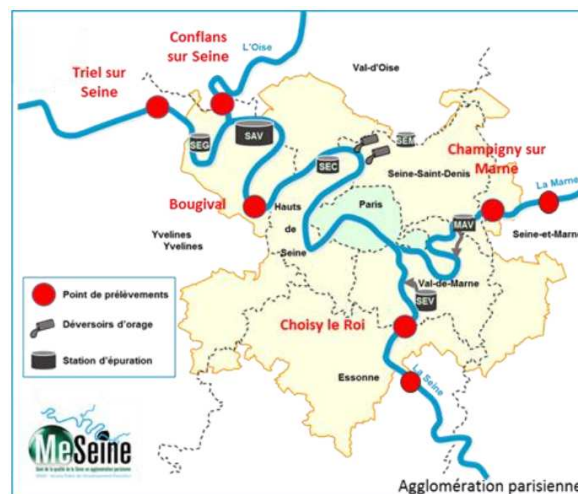 Conflans
sur Seine
L'Oise
Val-d'Oise
Triel sur
Seine
SEG
SAV
SEC
SEM
Champigny sur
Marne
La Marne
Seine-Saint-Denis
Bougival
Hauts
de
Seine
Paris
MAV
Seine-et-Marne
Yvelines
Yvelines
Val-de-Marne
SEV
Point de prélèvements
Déversoirs d'orage
Station d'épuration
Choisy le Roi
Essonne
La Seine
MeSeine
Agglomération parisienne